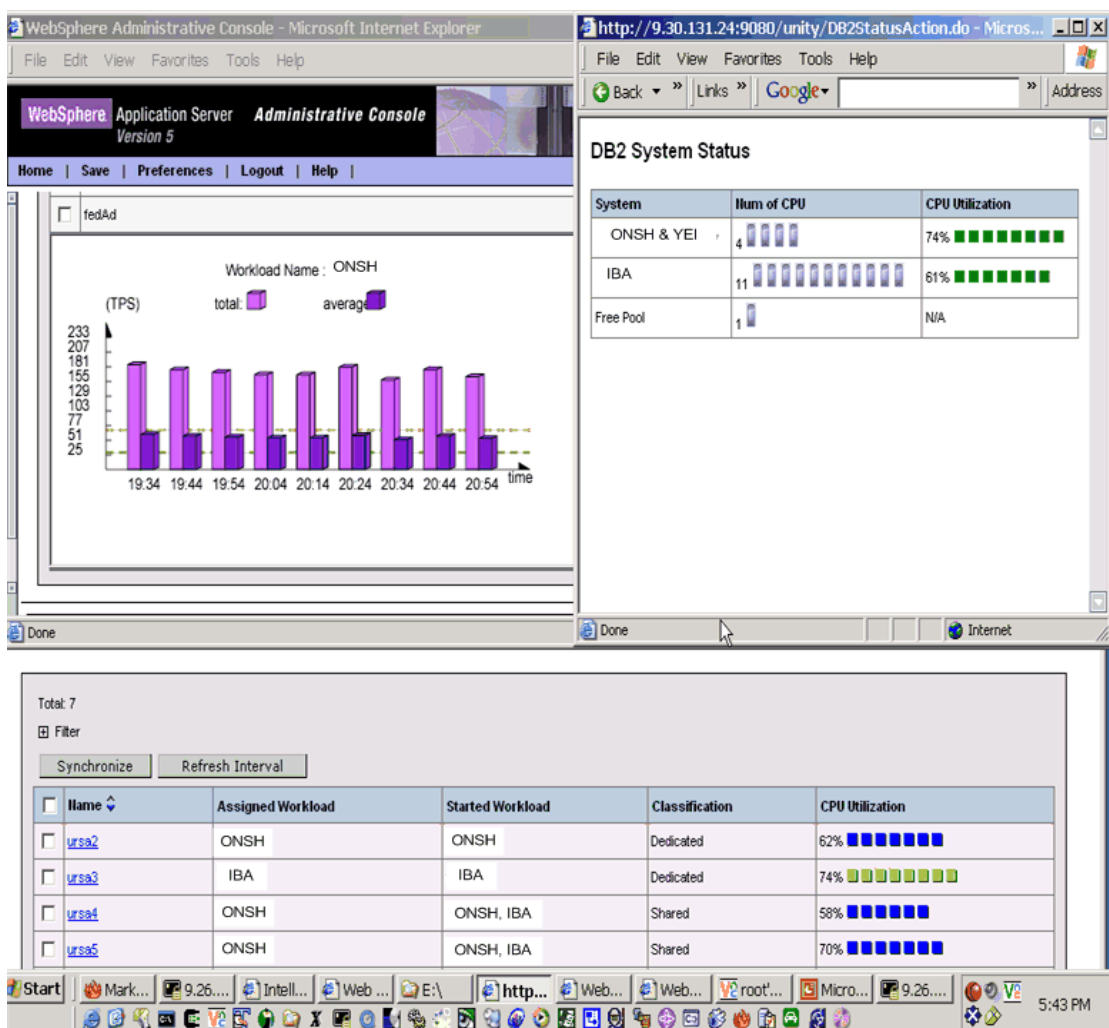 WebSphere Administrative Console - Microsoft Internet Explorer
File Edit View Favorites Tools Help
WebSphere Application Server Administrative Console
Version 5
Home | Save | Preferences | Logout | Help |
fedAd
Workload Name : ONSH
(TPS) total: average
233
207
181
155
129
103
77
51
25
19:34 19:44 19:54 20:04 20:14 20:24 20:34 20:44 20:54 time
Done
http://9.30.131.24:9080/unity/DB2StatusAction.do - Micros...
File Edit View Favorites Tools Help
Back » Links » Google » Address
DB2 System Status
System Num of CPU CPU Utilization
ONSH & YEI 4 74%
IBA 11 61%
Free Pool 1 N/A
Done Internet
Total: 7
Filter
Synchronize Refresh Interval
Name Assigned Workload Started Workload Classification CPU Utilization
ursa2 ONSH ONSH Dedicated 62%
ursa3 IBA IBA Dedicated 74%
ursa4 ONSH ONSH, IBA Shared 58%
ursa5 ONSH ONSH, IBA Shared 70%
Start Mark... 9.26.... Intell... Web ... E:\ http... Web... Web... root'... Micro... 9.26.... 5:43 PM